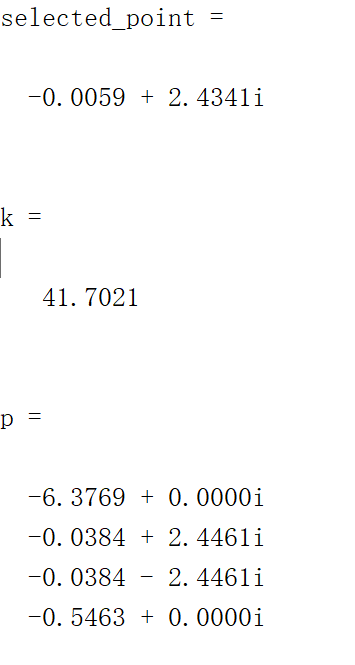 selected_point =
-0.0059 + 2.4341i
k =
41.7021
p =
-6.3769 + 0.0000i
-0.0384 + 2.4461i
-0.0384 - 2.4461i
-0.5463 + 0.0000i